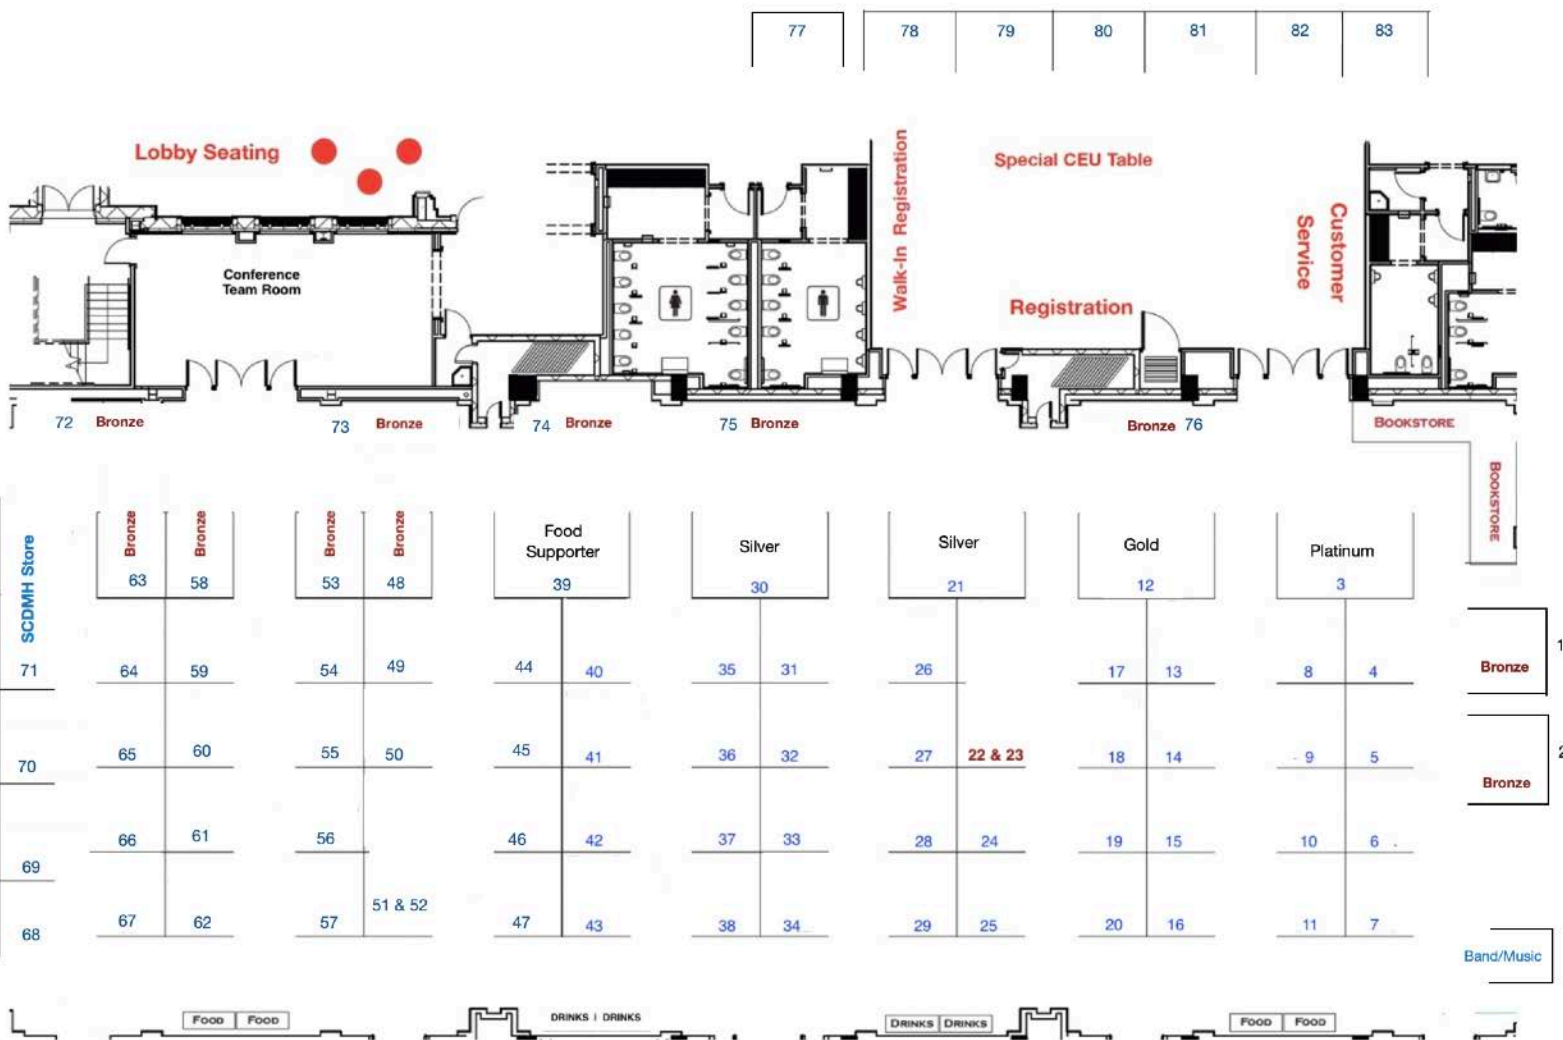 77 78 79 80 81 82 83
Lobby Seating
Walk-In Registration
Special CEU Table
Customer
Service
Conference
Team Room
Registration
72 Bronze
73 Bronze
74 Bronze
75 Bronze
Bronze 76
BOOKSTORE
BOOKSTORE
SCDMH Store
Bronze
Bronze
Bronze
Bronze
Food
Supporter
Silver
Silver
Gold
Platinum
63 58 53 48 39 30 21 12 3
71 64 59 54 49 44 40 35 31 26 17 13 8 4
Bronze
1
70 65 60 55 50 45 41 36 32 27 22 & 23 18 14 9 5
Bronze
2
69 66 61 56 46 42 37 33 28 24 19 15 10 6
68 67 62 57 51 & 52 47 43 38 34 29 25 20 16 11 7
Band/Music
FOOD FOOD
DRINKS | DRINKS
DRINKS DRINKS
FOOD FOOD